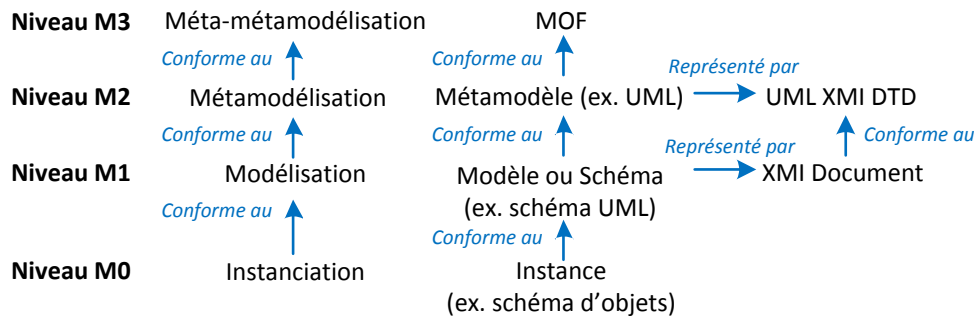 Niveau M3 Méta-métamodélisation MOF
Conforme au Conforme au Représenté par
Niveau M2 Métamodélisation Métamodèle (ex. UML) UML XMI DTD
Conforme au Conforme au Représenté par Conforme au
Niveau M1 Modélisation Modèle ou Schéma XMI Document
(ex. schéma UML)
Conforme au Conforme au
Niveau M0 Instanciation Instance
(ex. schéma d’objets)